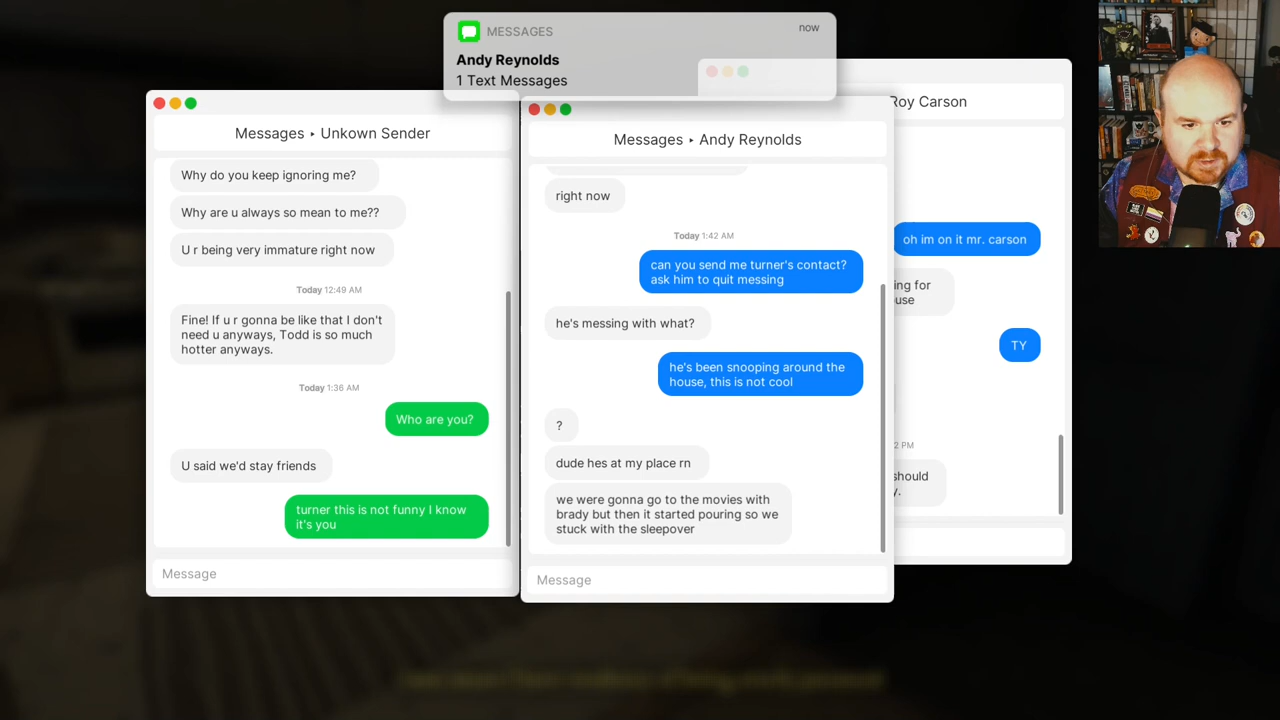 MESSAGES
now
Andy Reynolds
1 Text Messages
Messages ▸ Unkown Sender
Why do you keep ignoring me?
Why are u always so mean to me??
U r being very immature right now
Today 12:49 AM
Fine! If u r gonna be like that I don't
need u anyways, Todd is so much
hotter anyways.
Today 1:36 AM
Who are you?
U said we'd stay friends
turner this is not funny I know
it's you
Message
Messages ▸ Andy Reynolds
right now
Today 1:42 AM
can you send me turner's contact?
ask him to quit messing
he's messing with what?
he's been snooping around the
house, this is not cool
?
dude hes at my place rn
we were gonna go to the movies with
brady but then it started pouring so we
stuck with the sleepover
Message
Roy Carson
oh im on it mr. carson
ing for
use
TY
2 PM
should
y.